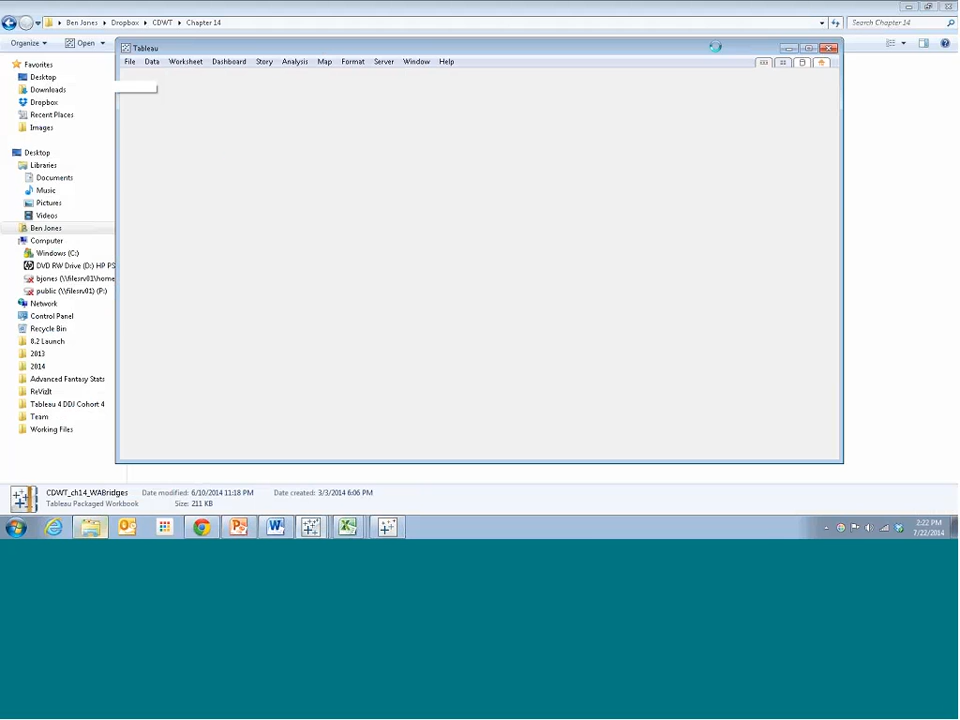 Ben Jones ▸ Dropbox ▸ CDWT ▸ Chapter 14
Search Chapter 14
Organize
Open
Tableau
File Data Worksheet Dashboard Story Analysis Map Format Server Window Help
Favorites
Desktop
Downloads
Dropbox
Recent Places
Images
Desktop
Libraries
Documents
Music
Pictures
Videos
Ben Jones
Computer
Windows (C:)
DVD RW Drive (D:) HP PS
bjones (\\filesrv01\home
public (\\filesrv01) (P:)
Network
Control Panel
Recycle Bin
8.2 Launch
2013
2014
Advanced Fantasy Stats
ReVizIt
Tableau 4 DDJ Cohort 4
Team
Working Files
CDWT_ch14_WABridges Date modified: 6/10/2014 11:18 PM Date created: 3/3/2014 6:06 PM
Tableau Packaged Workbook Size: 211 KB
2:22 PM
7/22/2014